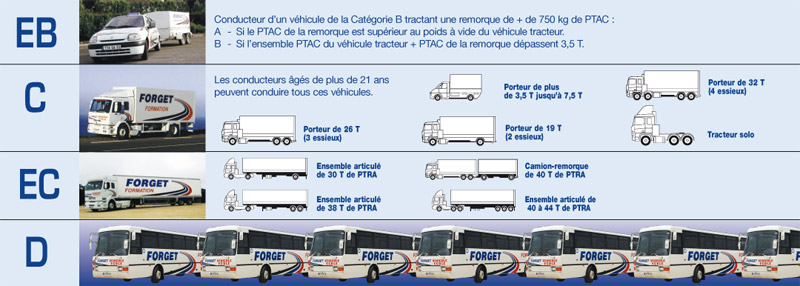 EB
Conducteur d'un véhicule de la Catégorie B tractant une remorque de + de 750 kg de PTAC :
A - Si le PTAC de la remorque est supérieur au poids à vide du véhicule tracteur.
B - Si l'ensemble PTAC du véhicule tracteur + PTAC de la remorque dépassent 3,5 T.
C
FORGET
FORMATION
Les conducteurs âgés de plus de 21 ans
peuvent conduire tous ces véhicules.
Porteur de plus
de 3,5 T jusqu'à 7,5 T
Porteur de 32 T
(4 essieux)
Porteur de 26 T
(3 essieux)
Porteur de 19 T
(2 essieux)
Tracteur solo
EC
FORGET
FORMATION
Ensemble articulé
de 30 T de PTRA
Camion-remorque
de 40 T de PTRA
Ensemble articulé
de 38 T de PTRA
Ensemble articulé de
40 à 44 T de PTRA
D
FORGET
FORGET
FORGET
FORGET
FORGET
FORGET
FORGET